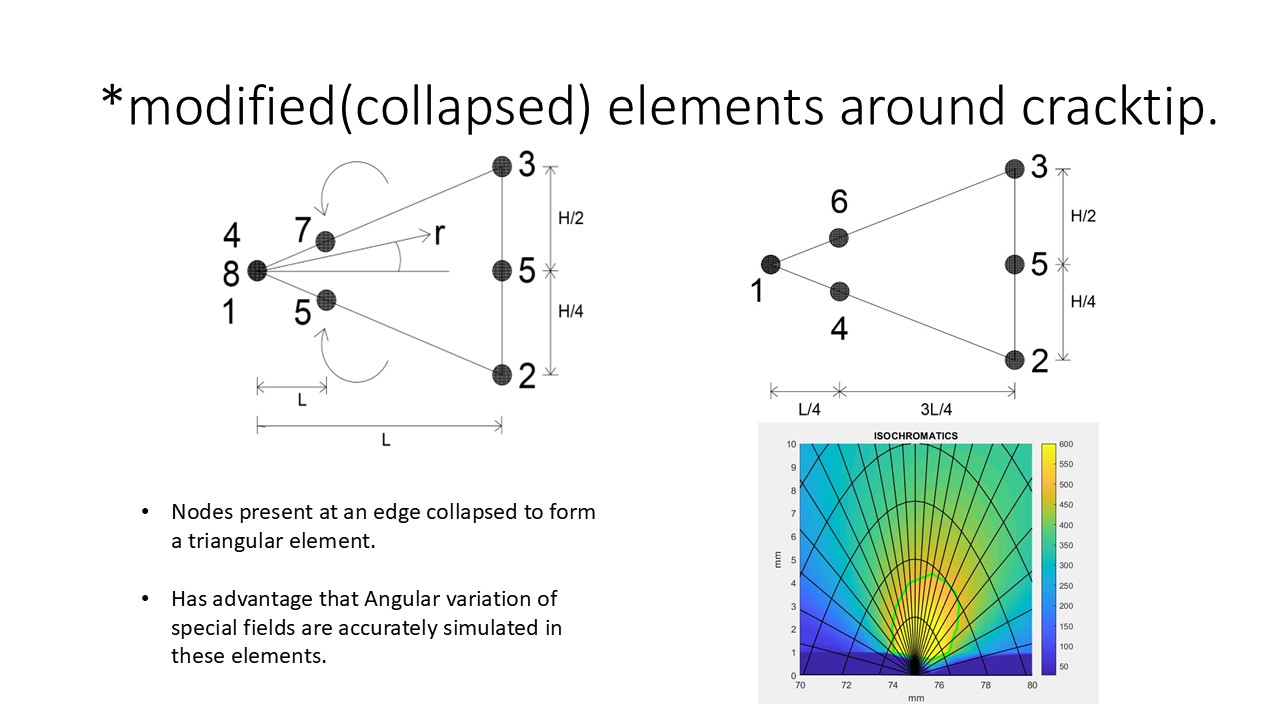 *modified(collapsed) elements around cracktip.
3
H/2
4
7
r
8
5
1
5
H/4
2
L
L
3
6
H/2
5
1
H/4
4
2
L/4
3L/4
ISOCHROMATICS
10
9
8
7
6
5
4
3
2
1
0
mm
70 72 74 76 78 80
mm
600
550
500
450
400
350
300
250
200
150
100
50
• Nodes present at an edge collapsed to form
a triangular element.
• Has advantage that Angular variation of
special fields are accurately simulated in
these elements.